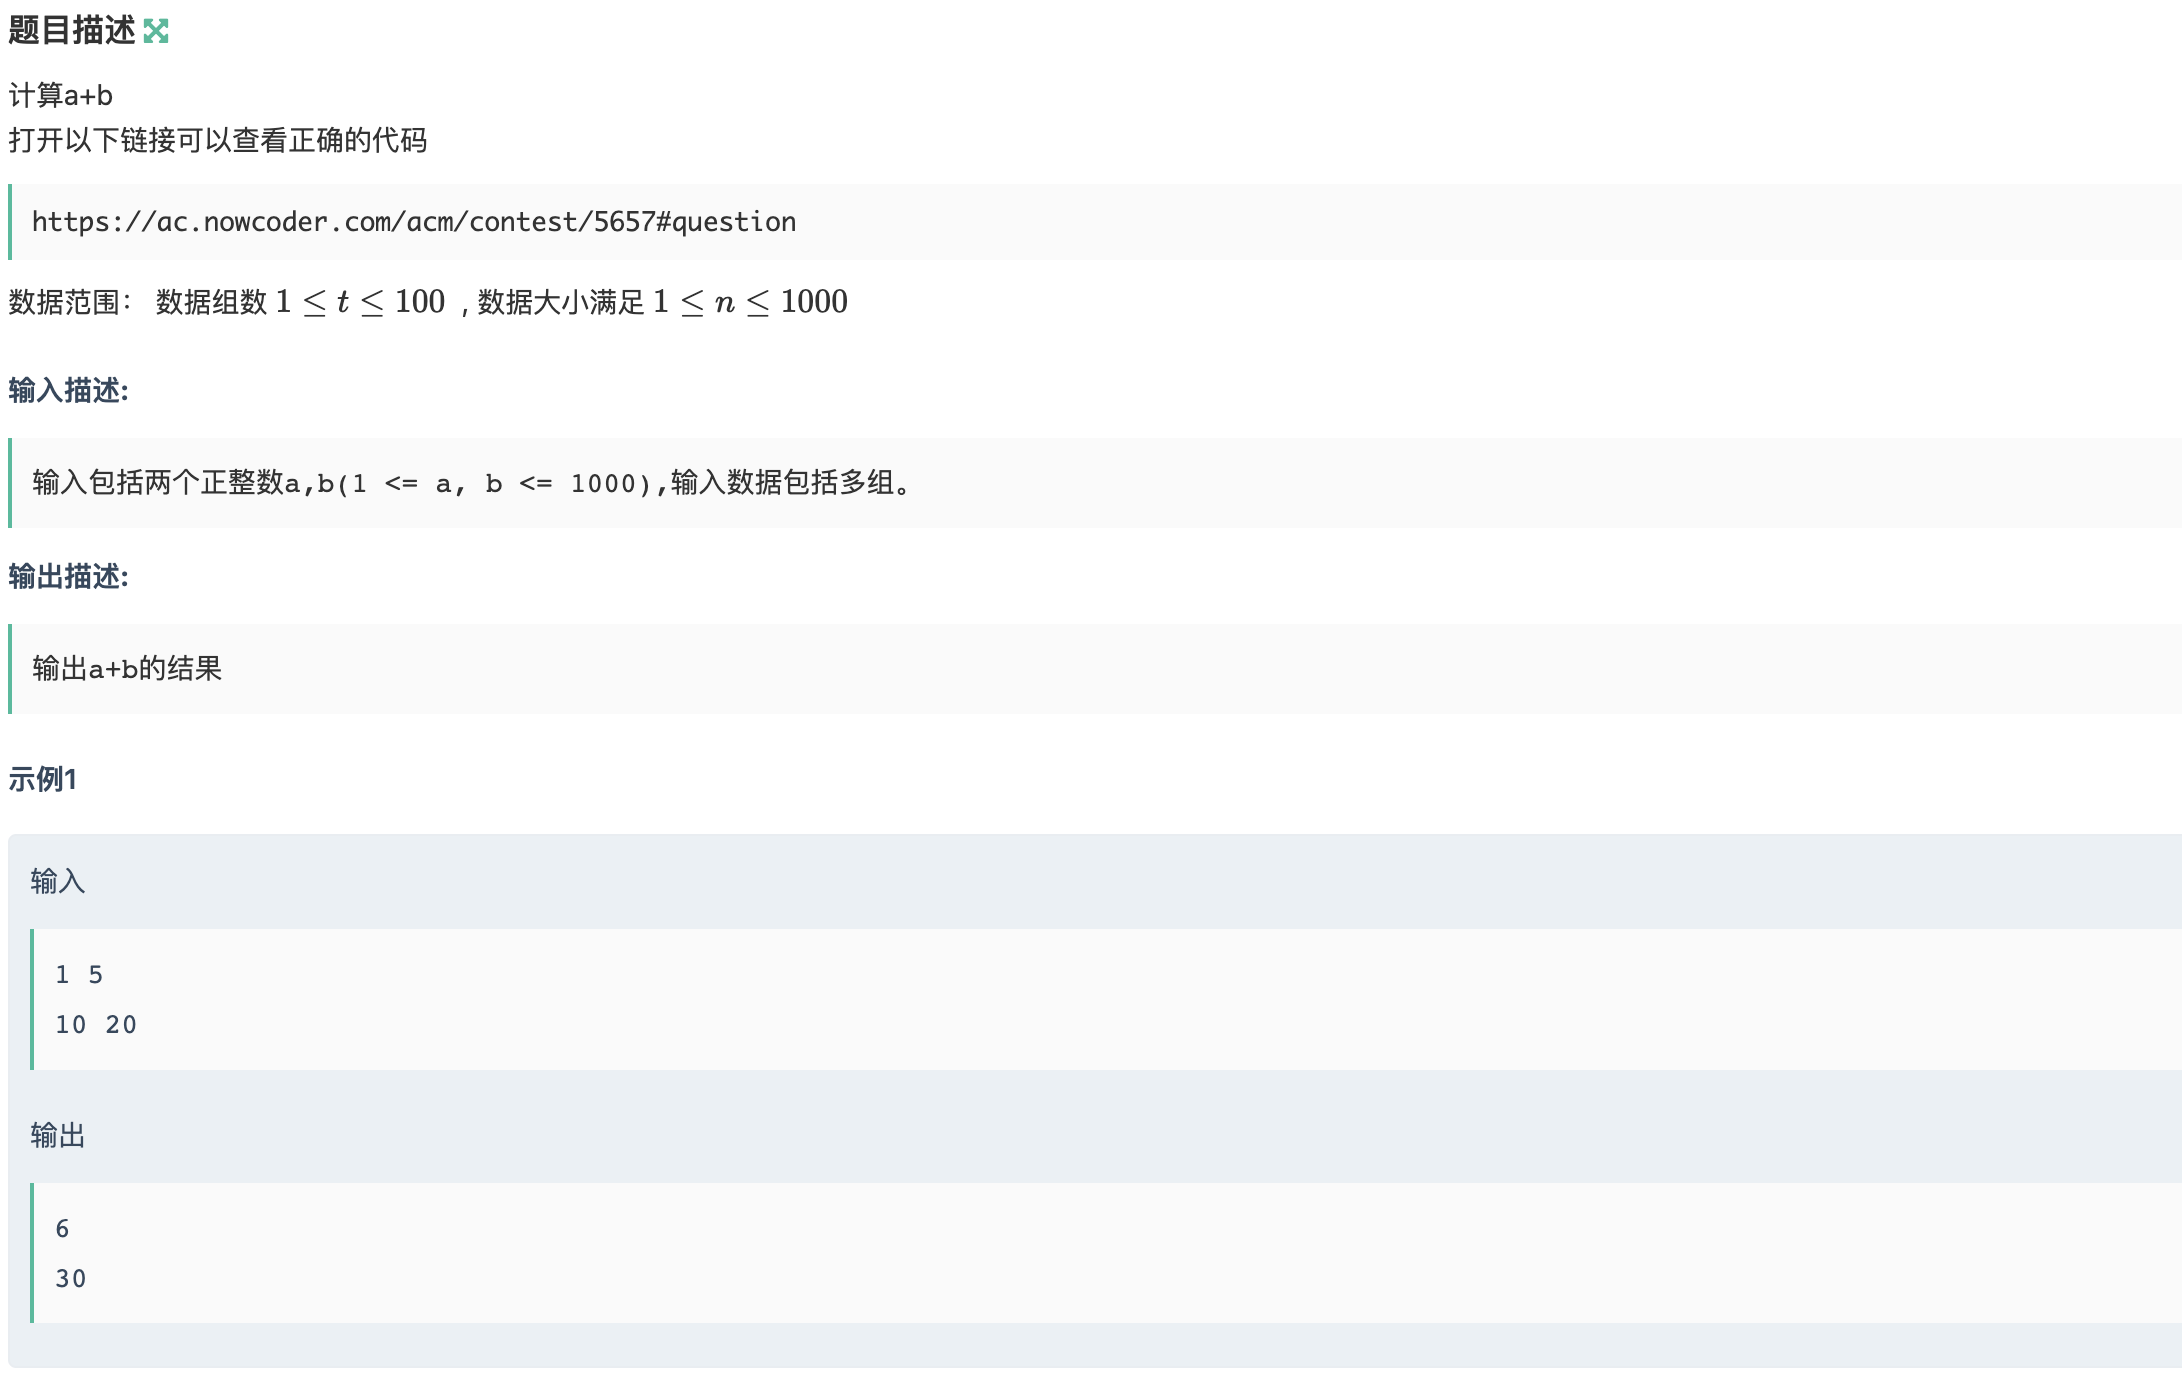 题目描述
计算a+b
打开以下链接可以查看正确的代码
https://ac.nowcoder.com/acm/contest/5657#question
数据范围： 数据组数 1 ≤ t ≤ 100 , 数据大小满足 1 ≤ n ≤ 1000
输入描述:
输入包括两个正整数a,b(1 <= a, b <= 1000),输入数据包括多组。
输出描述:
输出a+b的结果
示例1
输入
1 5
10 20
输出
6
30